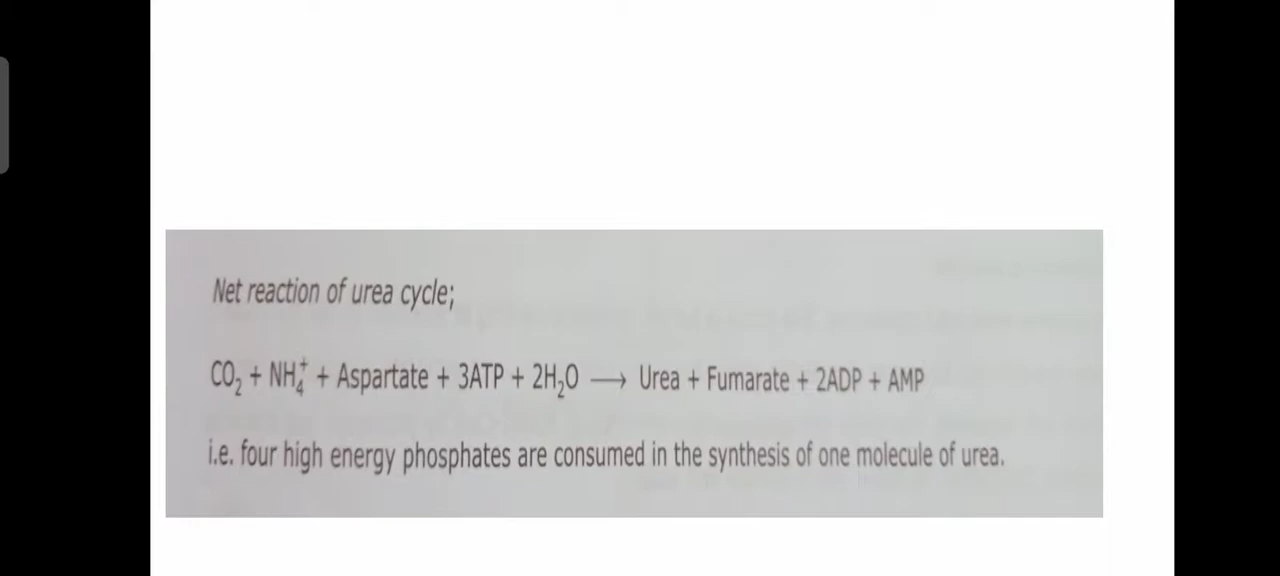 Net reaction of urea cycle;
CO₂ + NH₄⁺ + Aspartate + 3ATP + 2H₂O ⟶ Urea + Fumarate + 2ADP + AMP
i.e. four high energy phosphates are consumed in the synthesis of one molecule of urea.